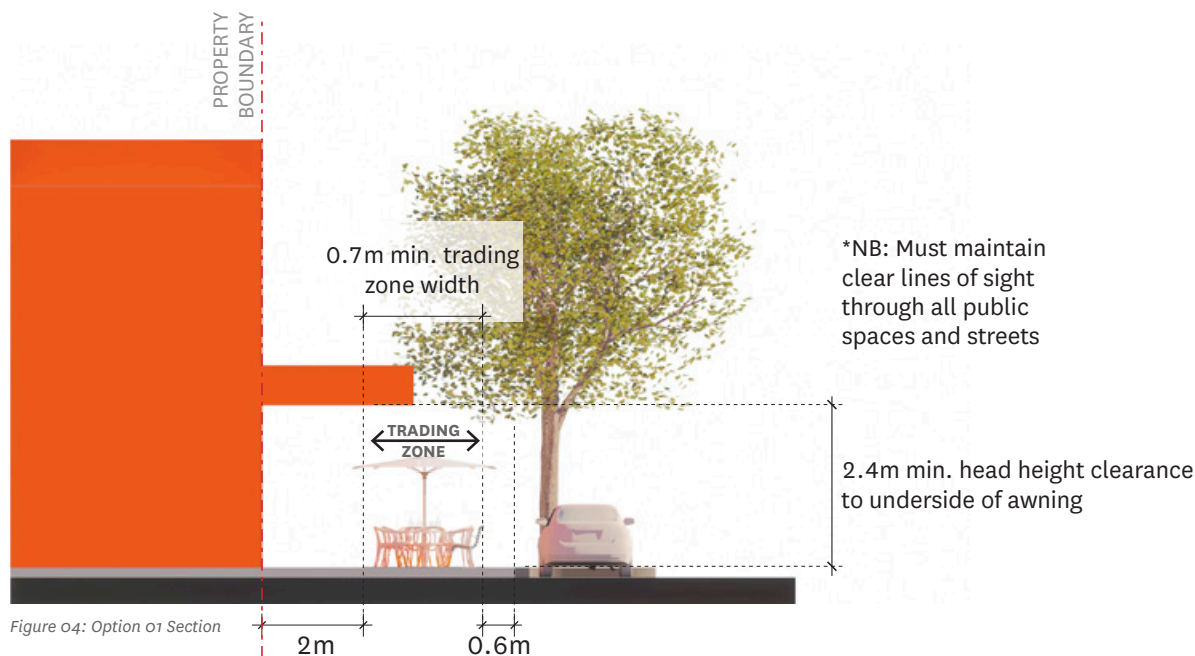 PROPERTY
BOUNDARY
0.7m min. trading
zone width
*NB: Must maintain
clear lines of sight
through all public
spaces and streets
TRADING
ZONE
2.4m min. head height clearance
to underside of awning
Figure 04: Option 01 Section
2m
0.6m